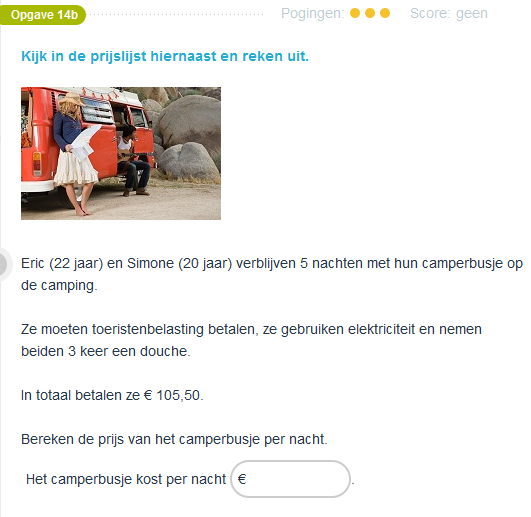 Opgave 14b
Pogingen:
Score: geen
Kijk in de prijslijst hiernaast en reken uit.
Eric (22 jaar) en Simone (20 jaar) verblijven 5 nachten met hun camperbusje op
de camping.
Ze moeten toeristenbelasting betalen, ze gebruiken elektriciteit en nemen
beiden 3 keer een douche.
In totaal betalen ze € 105,50.
Bereken de prijs van het camperbusje per nacht.
Het camperbusje kost per nacht € .